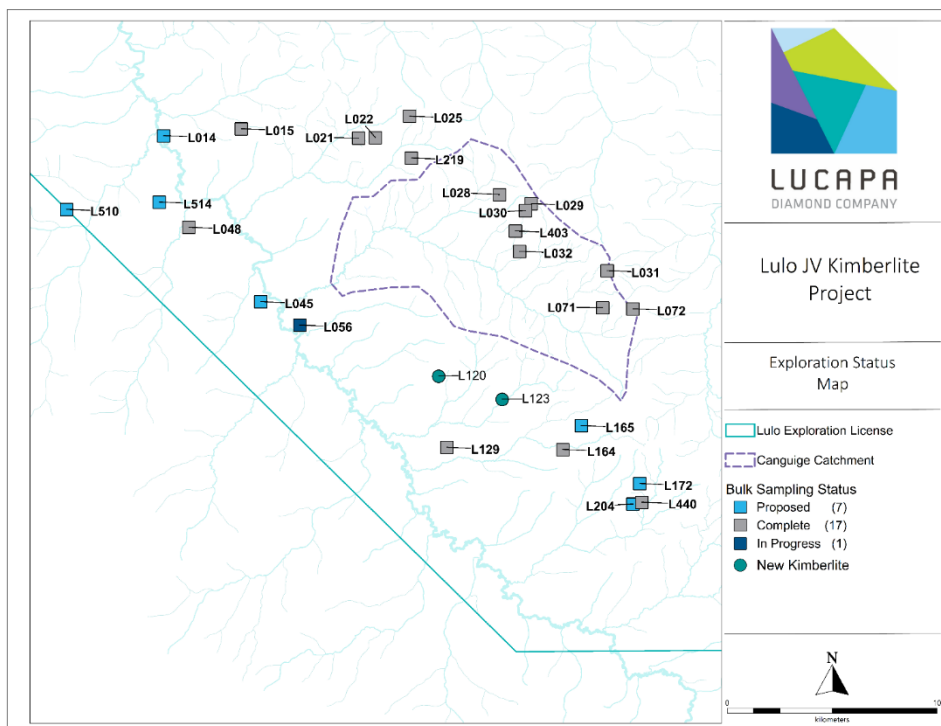 L025
L022
L015
L014
L021
L219
L028
L029
L514
L510
L030
L048
L403
L032
L031
L045
L071
L072
L056
L120
L123
L165
L129
L164
L172
L204
L440
LUCAPA
DIAMOND COMPANY
Lulo JV Kimberlite
Project
Exploration Status
Map
Lulo Exploration License
Canguige Catchment
Bulk Sampling Status
Proposed (7)
Complete (17)
In Progress (1)
New Kimberlite
N
0 10
kilometers